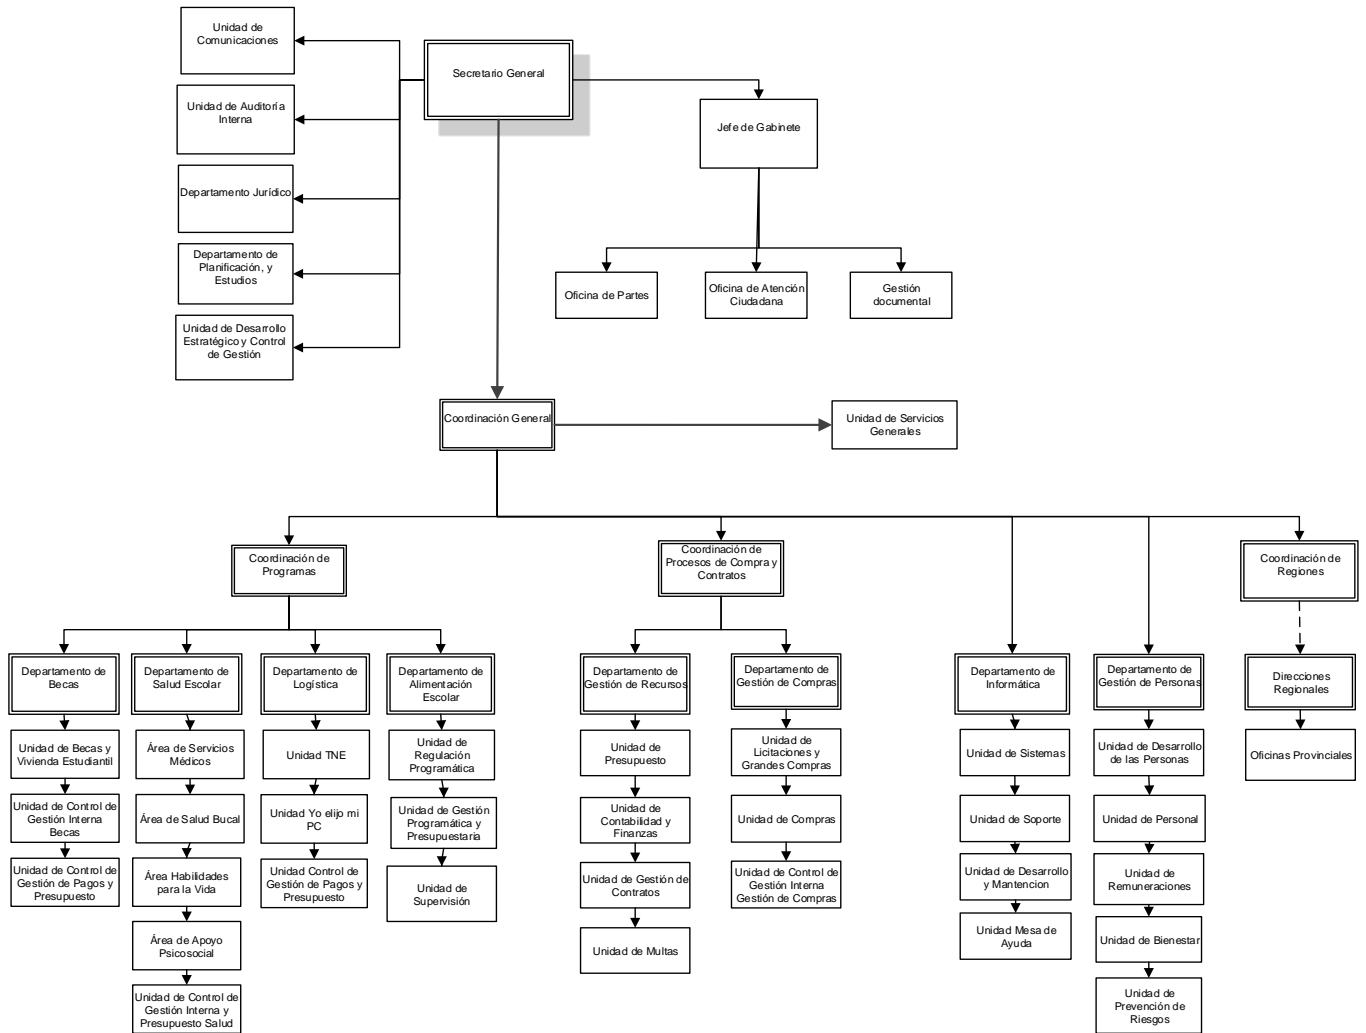 Unidad de
Comunicaciones
Secretario General
Unidad de Auditoría
Interna
Jefe de Gabinete
Departamento Jurídico
Departamento de
Planificación, y
Estudios
Oficina de Partes
Oficina de Atención
Ciudadana
Gestión
documental
Unidad de Desarrollo
Estratégico y Control
de Gestión
Coordinación General
Unidad de Servicios
Generales
Coordinación de
Programas
Coordinación de
Procesos de Compra y
Contratos
Coordinación de
Regiones
Departamento de
Becas
Departamento de
Salud Escolar
Departamento de
Logística
Departamento de
Alimentación
Escolar
Departamento de
Gestión de Recursos
Departamento de
Gestión de Compras
Departamento de
Informática
Departamento de
Gestión de Personas
Direcciones
Regionales
Unidad de Becas y
Vivienda Estudiantil
Área de Servicios
Médicos
Unidad TNE
Unidad de
Regulación
Programática
Unidad de
Presupuesto
Unidad de
Licitaciones y
Grandes Compras
Unidad de Sistemas
Unidad de Desarrollo
de las Personas
Oficinas Provinciales
Unidad de Control de
Gestión Interna
Becas
Área de Salud Bucal
Unidad Yo elijo mi
PC
Unidad de Gestión
Programática y
Presupuestaria
Unidad de
Contabilidad y
Finanzas
Unidad de Compras
Unidad de Soporte
Unidad de Personal
Unidad de Control de
Gestión de Pagos y
Presupuesto
Área Habilidades
para la Vida
Unidad Control de
Gestión de Pagos y
Presupuesto
Unidad de
Supervisión
Unidad de Gestión de
Contratos
Unidad de Control de
Gestión Interna
Gestión de Compras
Unidad de Desarrollo
y Mantencion
Unidad de
Remuneraciones
Área de Apoyo
Psicosocial
Unidad de Multas
Unidad Mesa de
Ayuda
Unidad de Bienestar
Unidad de Control de
Gestión Interna y
Presupuesto Salud
Unidad de
Prevención de
Riesgos